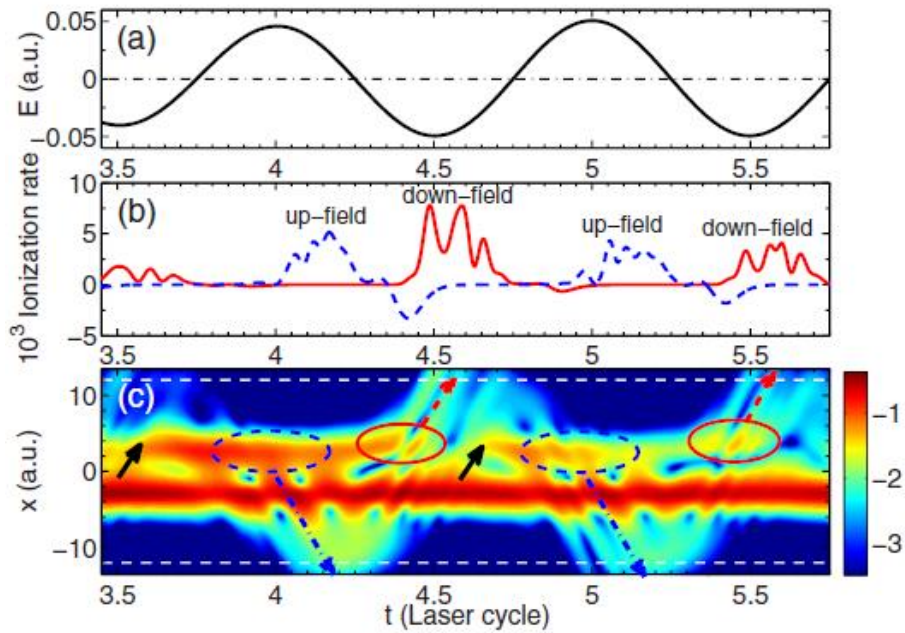 (a)
E (a.u.)
0.05
0
−0.05
3.5 4 4.5 5 5.5
(b)
10³ Ionization rate
10
5
0
−5
up−field
down−field
up−field
down−field
3.5 4 4.5 5 5.5
(c)
x (a.u.)
10
0
−10
3.5 4 4.5 5 5.5
t (Laser cycle)
−1
−2
−3